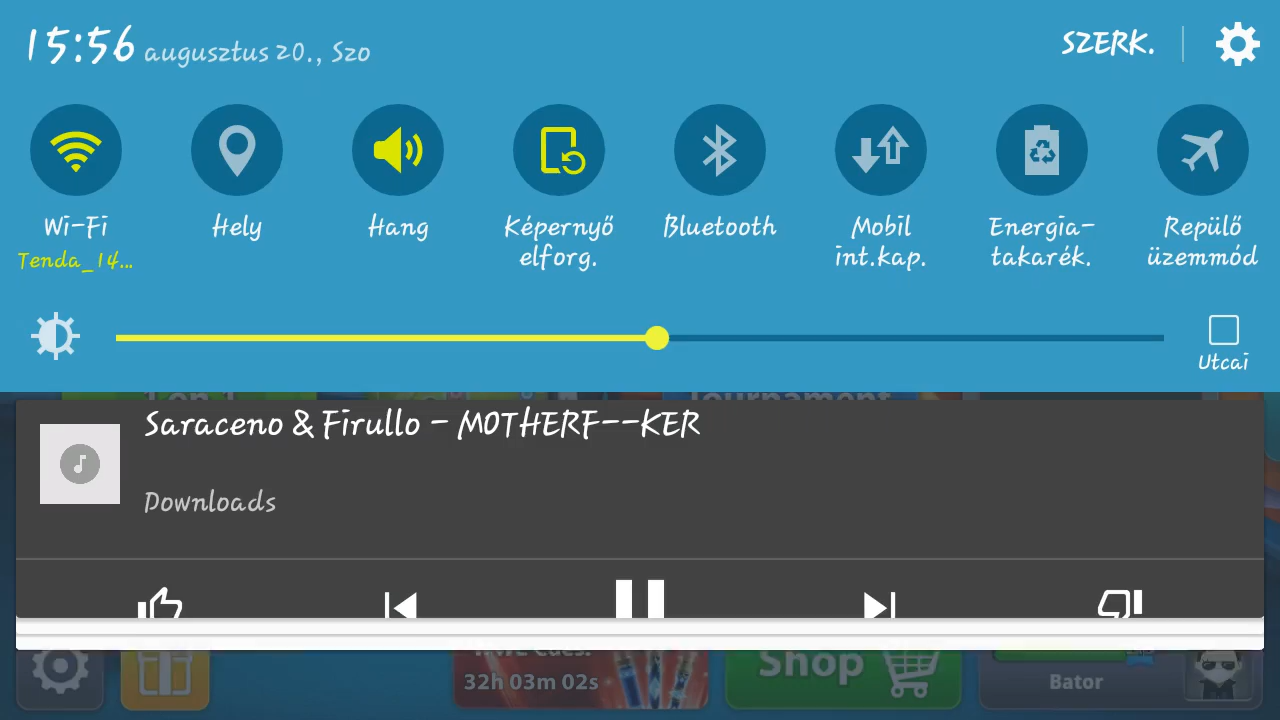 15:56 augusztus 20., Szo
SZERK.
Wi-Fi
Tenda_14...
Hely
Hang
Képernyő
elforg.
Bluetooth
Mobil
int.kap.
Energia-
takarék.
Repülő
üzemmód
Utcai
Tournament
Saraceno & Firullo - MOTHERF--KER
Downloads
32h 03m 02s
Shop
Bator